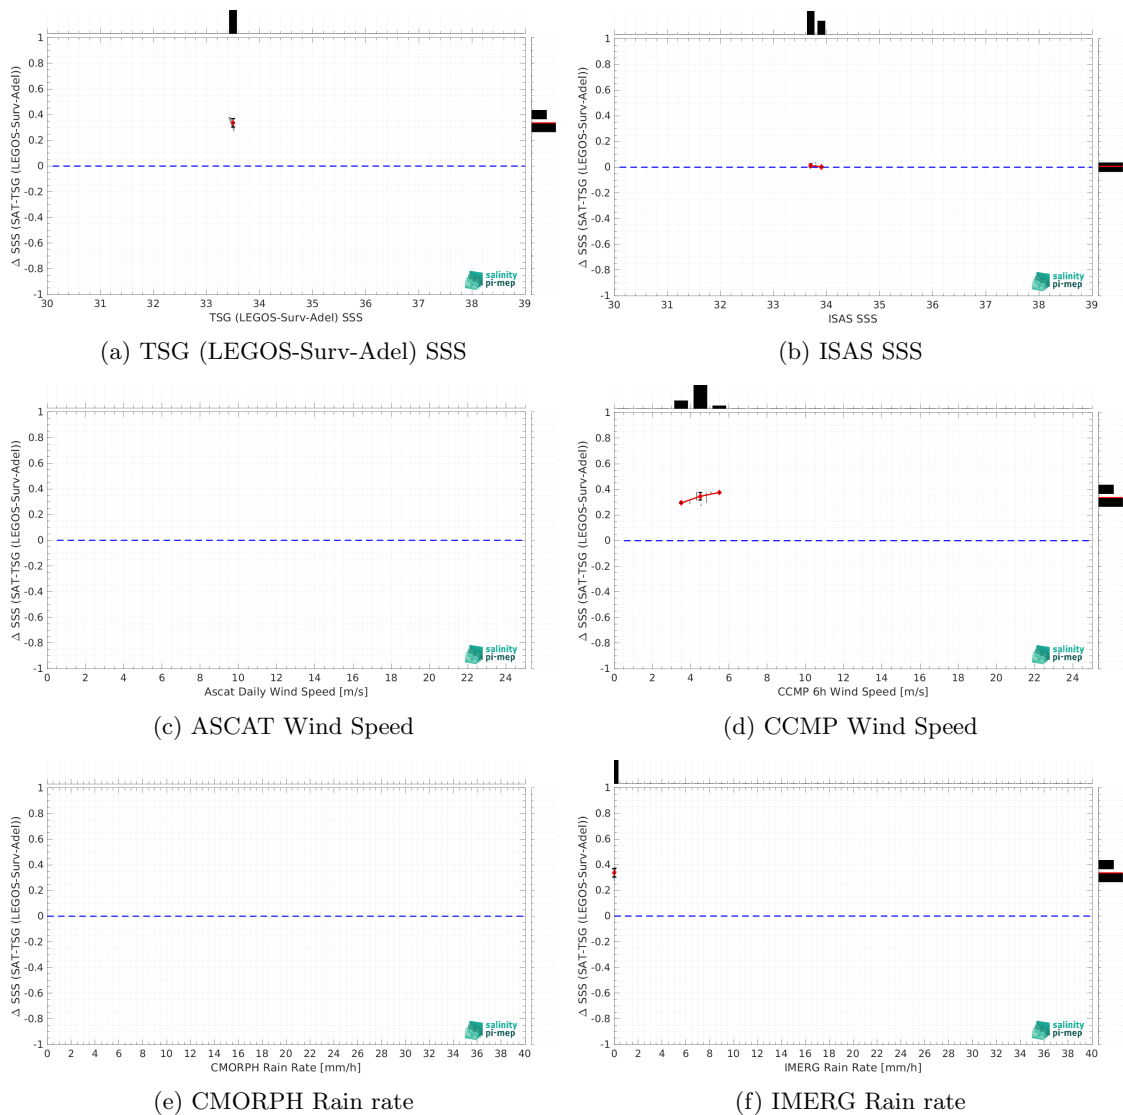 1
0.8
0.6
0.4
0.2
0
-0.2
-0.4
-0.6
-0.8
-1
Δ SSS (SAT-TSG (LEGOS-Surv-Adel))
30 31 32 33 34 35 36 37 38 39
TSG (LEGOS-Surv-Adel) SSS
salinity
pi-mep
(a) TSG (LEGOS-Surv-Adel) SSS
1
0.8
0.6
0.4
0.2
0
-0.2
-0.4
-0.6
-0.8
-1
Δ SSS (SAT-TSG (LEGOS-Surv-Adel))
30 31 32 33 34 35 36 37 38 39
ISAS SSS
salinity
pi-mep
(b) ISAS SSS
1
0.8
0.6
0.4
0.2
0
-0.2
-0.4
-0.6
-0.8
-1
Δ SSS (SAT-TSG (LEGOS-Surv-Adel))
0 2 4 6 8 10 12 14 16 18 20 22 24
Ascat Daily Wind Speed [m/s]
salinity
pi-mep
(c) ASCAT Wind Speed
1
0.8
0.6
0.4
0.2
0
-0.2
-0.4
-0.6
-0.8
-1
Δ SSS (SAT-TSG (LEGOS-Surv-Adel))
0 2 4 6 8 10 12 14 16 18 20 22 24
CCMP 6h Wind Speed [m/s]
salinity
pi-mep
(d) CCMP Wind Speed
1
0.8
0.6
0.4
0.2
0
-0.2
-0.4
-0.6
-0.8
-1
Δ SSS (SAT-TSG (LEGOS-Surv-Adel))
0 2 4 6 8 10 12 14 16 18 20 22 24 26 28 30 32 34 36 38 40
CMORPH Rain Rate [mm/h]
salinity
pi-mep
(e) CMORPH Rain rate
1
0.8
0.6
0.4
0.2
0
-0.2
-0.4
-0.6
-0.8
-1
Δ SSS (SAT-TSG (LEGOS-Surv-Adel))
0 2 4 6 8 10 12 14 16 18 20 22 24 26 28 30 32 34 36 38 40
IMERG Rain Rate [mm/h]
salinity
pi-mep
(f) IMERG Rain rate